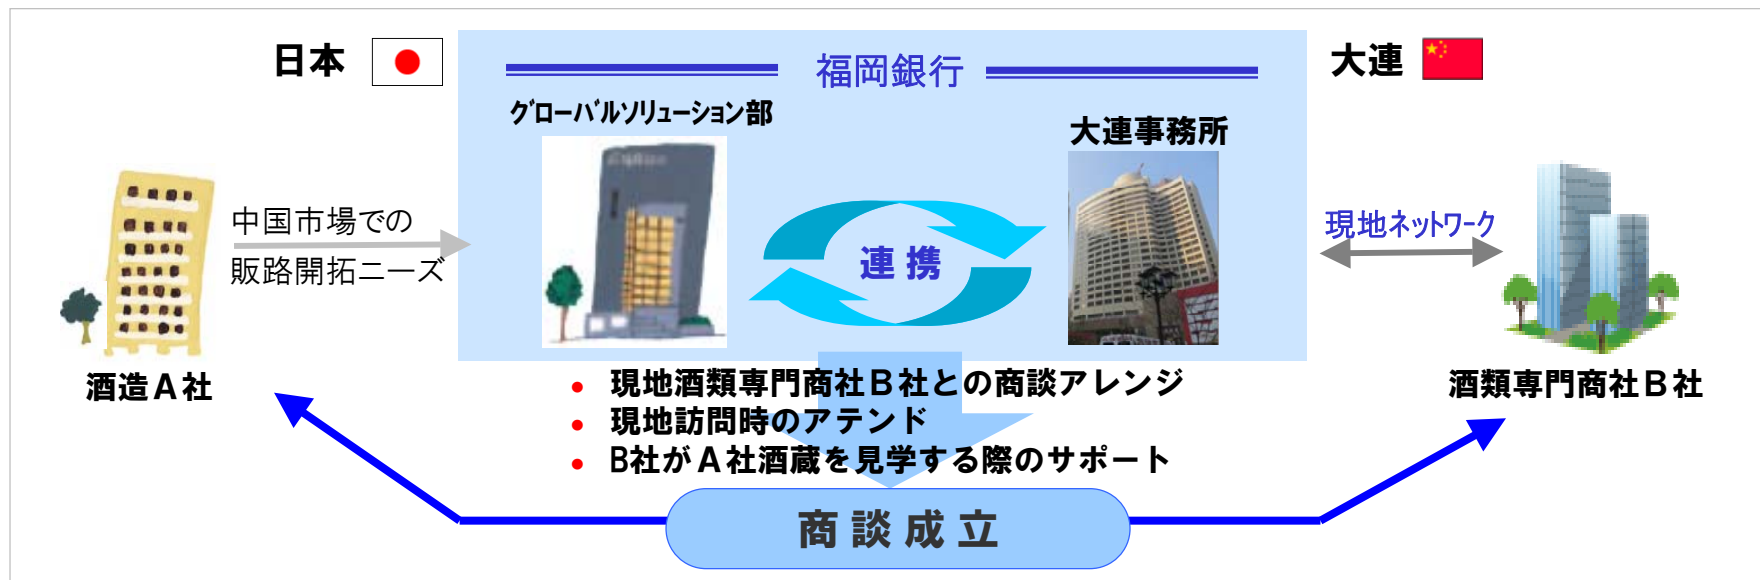 日本
福岡銀行
大連
グローバルソリューション部
大連事務所
中国市場での
販路開拓ニーズ
連携
現地ネットワーク
酒造A社
酒類専門商社B社
• 現地酒類専門商社B社との商談アレンジ
• 現地訪問時のアテンド
• B社がA社酒蔵を見学する際のサポート
商談成立